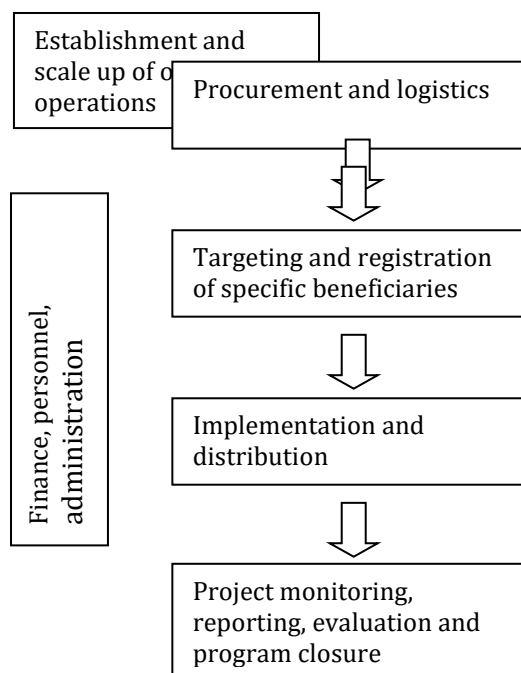 Establishment and
scale up of o
operations
Procurement and logistics
Targeting and registration
of specific beneficiaries
Implementation and
distribution
Project monitoring,
reporting, evaluation and
program closure
Finance, personnel,
administration